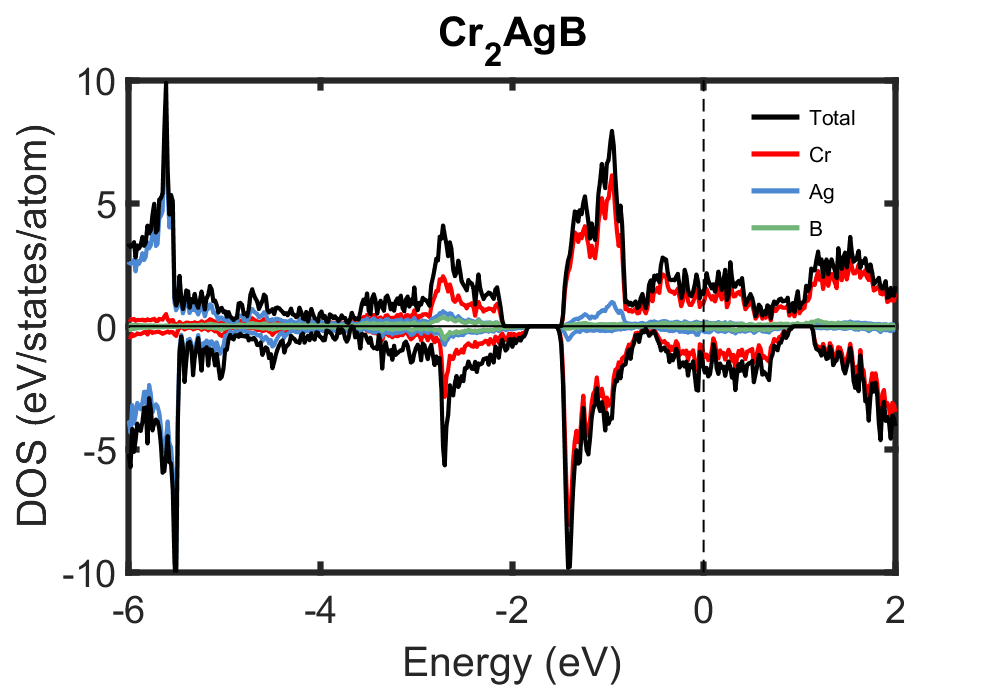 Cr2AgB
10
5
0
-5
-10
DOS (eV/states/atom)
Total
Cr
Ag
B
-6 -4 -2 0 2
Energy (eV)